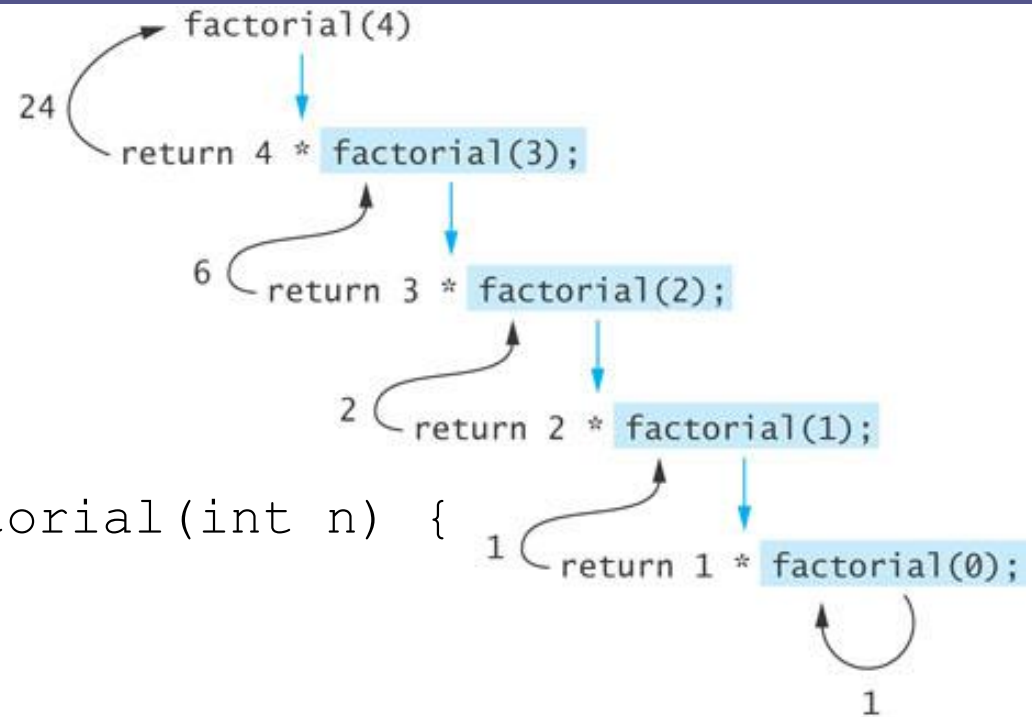 factorial(4)
24
return 4 * factorial(3);
6
return 3 * factorial(2);
2
return 2 * factorial(1);
orial(int n) {
1
return 1 * factorial(0);
1